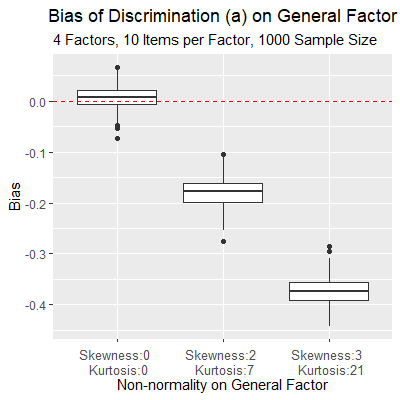 Bias of Discrimination (a) on General Factor
4 Factors, 10 Items per Factor, 1000 Sample Size
Bias
0.0
-0.1
-0.2
-0.3
-0.4
Skewness:0 Skewness:2 Skewness:3
Kurtosis:0 Kurtosis:7 Kurtosis:21
Non-normality on General Factor